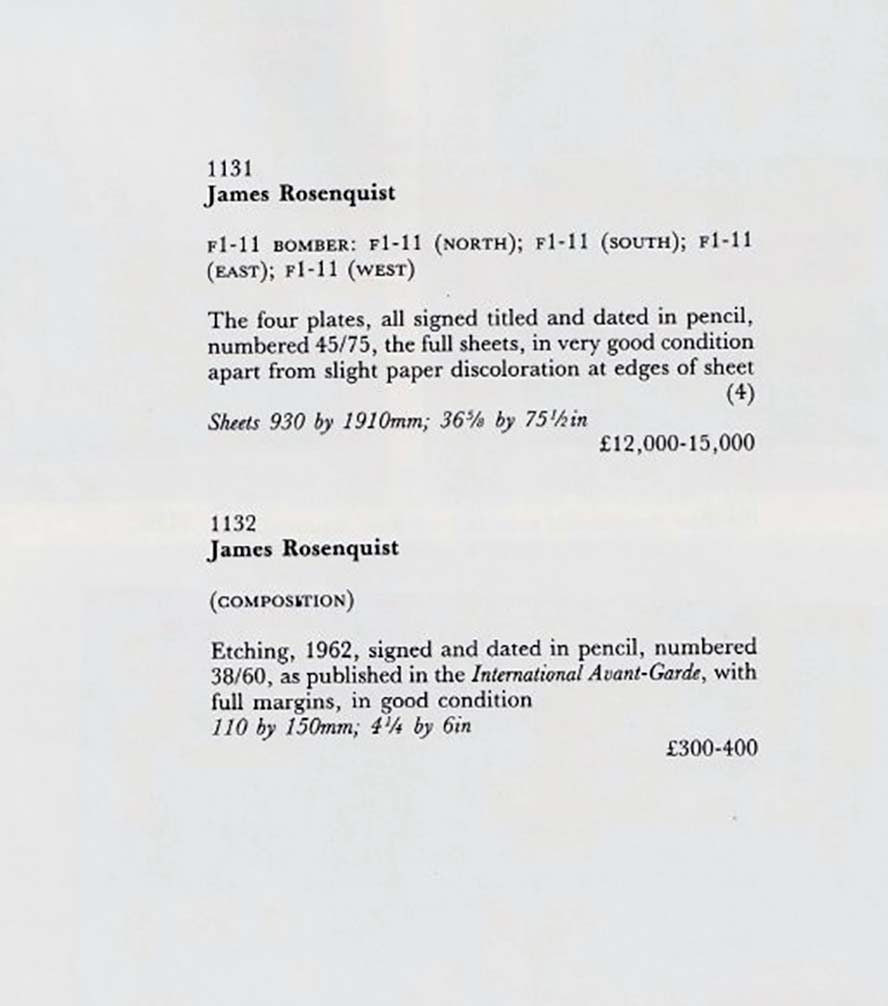 1131
James Rosenquist
F1-11 BOMBER: F1-11 (NORTH); F1-11 (SOUTH); F1-11
(EAST); F1-11 (WEST)
The four plates, all signed titled and dated in pencil,
numbered 45/75, the full sheets, in very good condition
apart from slight paper discoloration at edges of sheet
(4)
Sheets 930 by 1910mm; 36⅝ by 75½in
£12,000-15,000
1132
James Rosenquist
(COMPOSITION)
Etching, 1962, signed and dated in pencil, numbered
38/60, as published in the International Avant-Garde, with
full margins, in good condition
110 by 150mm; 4¼ by 6in
£300-400